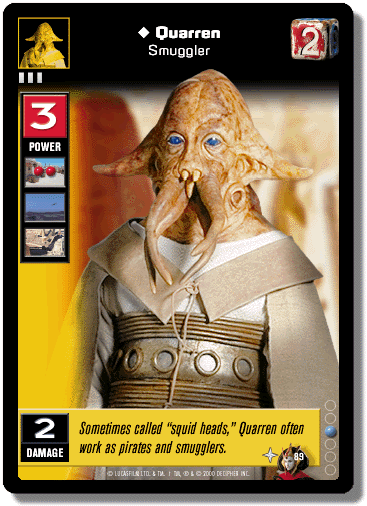 ◆ Quarren
Smuggler
2
3
POWER
2
DAMAGE
Sometimes called “squid heads,” Quarren often
work as pirates and smugglers.
89
© LUCASFILM LTD. & TM. | TM, ® & © 2000 DECIPHER INC.